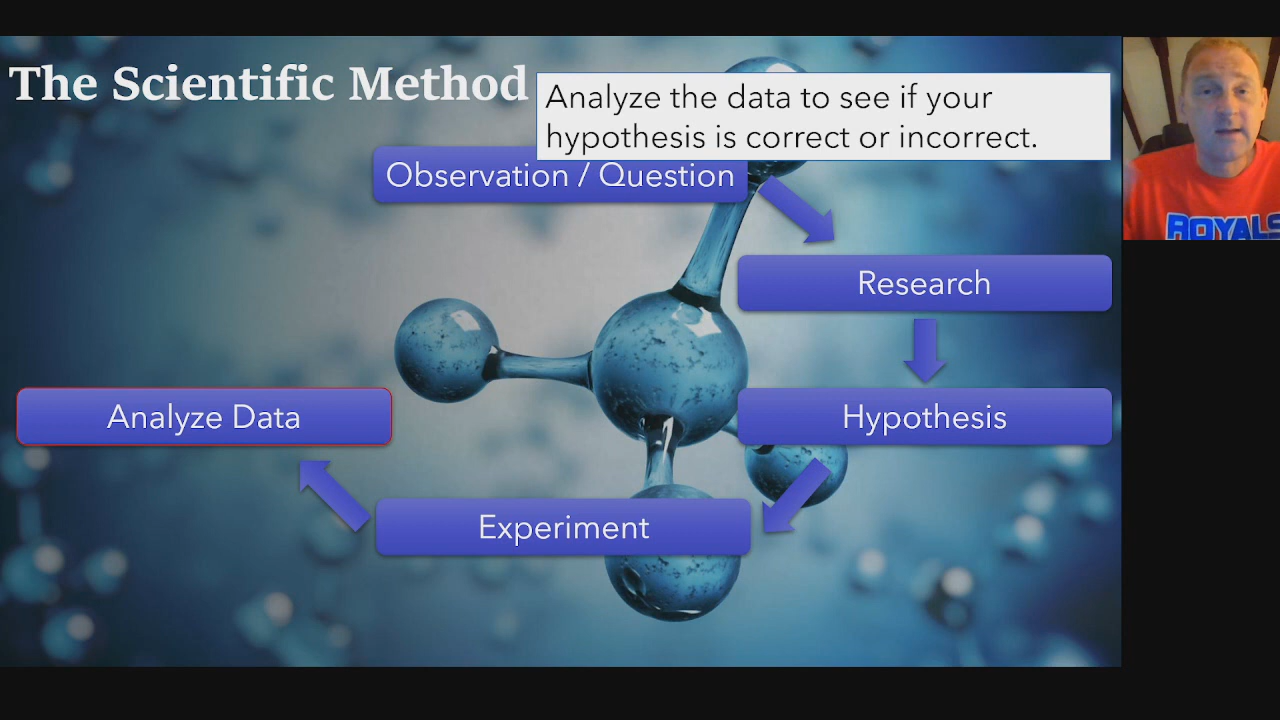 The Scientific Method
Analyze the data to see if your
hypothesis is correct or incorrect.
Observation / Question
Research
Hypothesis
Experiment
Analyze Data
ROYALS